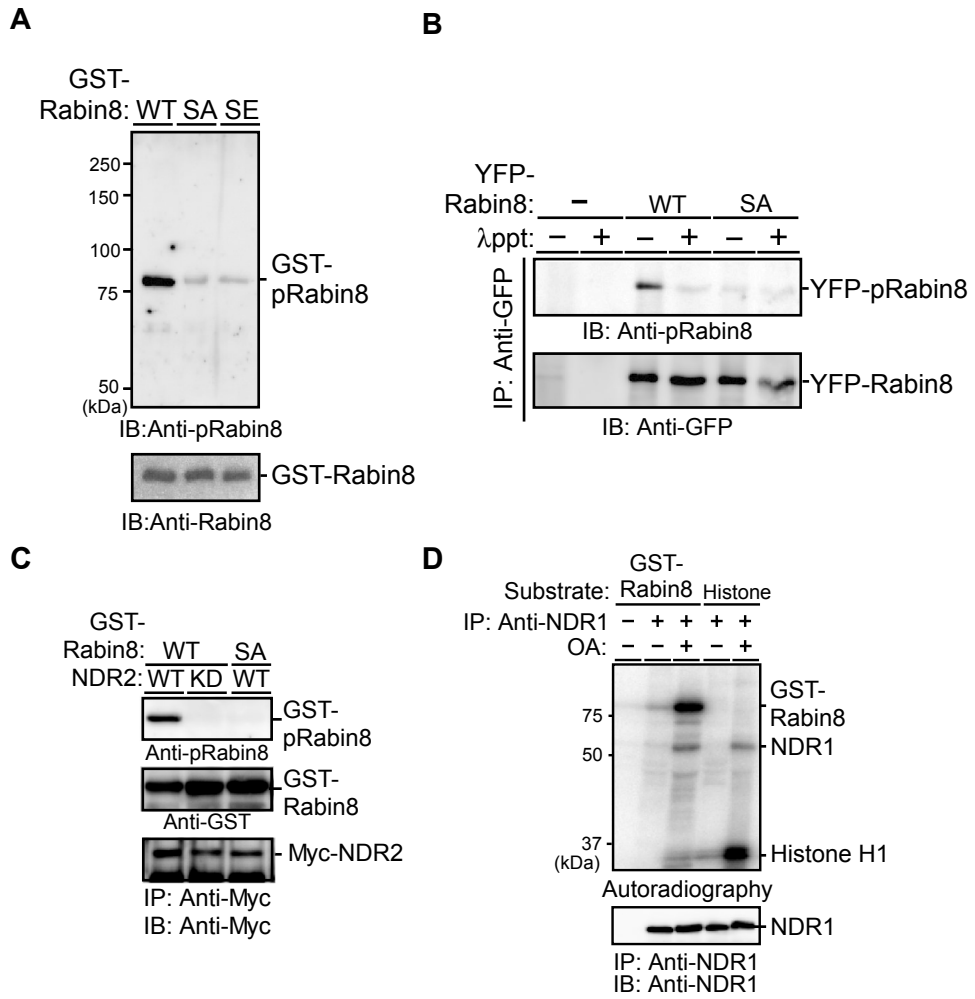 A
GST-
Rabin8: WT SA SE
250
150
100
75
50
(kDa)
GST-
pRabin8
IB:Anti-pRabin8
GST-Rabin8
IB:Anti-Rabin8
B
YFP-
Rabin8: – WT SA
λppt: – + – + – +
IP: Anti-GFP
YFP-pRabin8
IB: Anti-pRabin8
YFP-Rabin8
IB: Anti-GFP
C
GST-
Rabin8: WT SA
NDR2: WT KD WT
GST-
pRabin8
Anti-pRabin8
GST-
Rabin8
Anti-GST
Myc-NDR2
IP: Anti-Myc
IB: Anti-Myc
D
GST-
Substrate: Rabin8 Histone
IP: Anti-NDR1 – + + + +
OA: – – + – +
GST-
Rabin8
75
NDR1
50
37
(kDa)
Histone H1
Autoradiography
NDR1
IP: Anti-NDR1
IB: Anti-NDR1